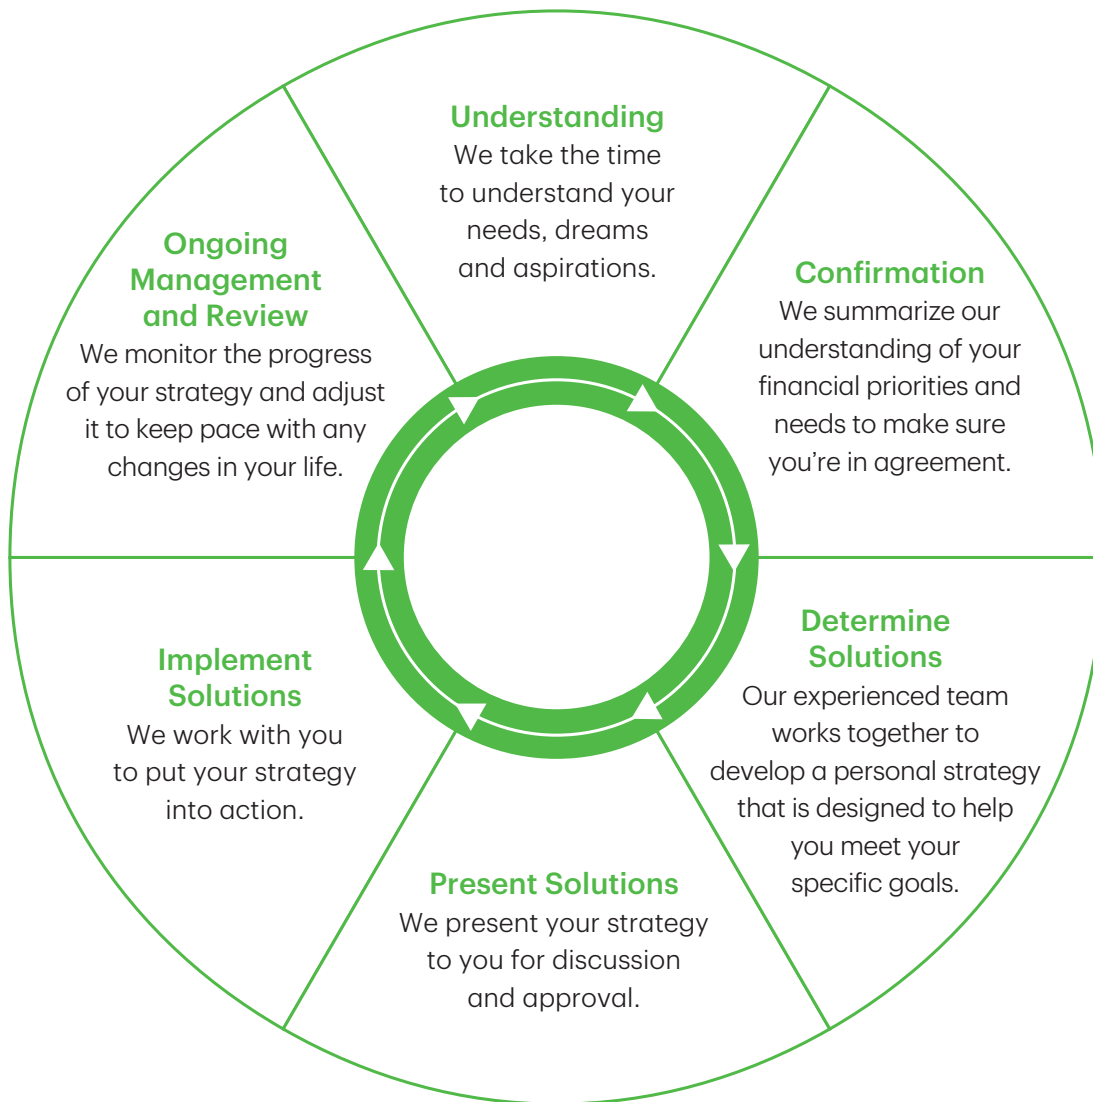 Understanding
We take the time
to understand your
needs, dreams
and aspirations.
Confirmation
We summarize our
understanding of your
financial priorities and
needs to make sure
you’re in agreement.
Determine
Solutions
Our experienced team
works together to
develop a personal strategy
that is designed to help
you meet your
specific goals.
Present Solutions
We present your strategy
to you for discussion
and approval.
Implement
Solutions
We work with you
to put your strategy
into action.
Ongoing
Management
and Review
We monitor the progress
of your strategy and adjust
it to keep pace with any
changes in your life.